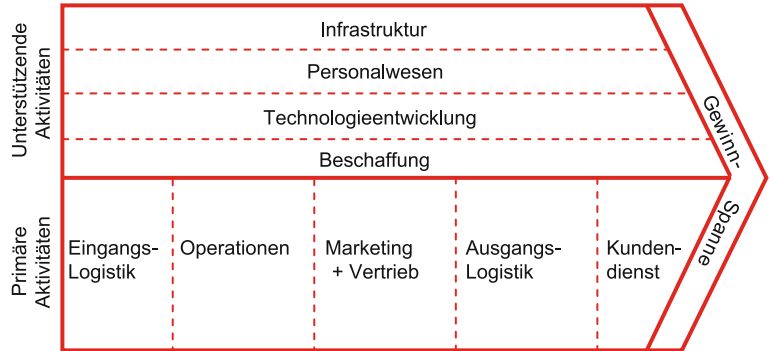 Unterstützende
Aktivitäten
Infrastruktur
Personalwesen
Technologieentwicklung
Beschaffung
Gewinn-
Spanne
Primäre
Aktivitäten
Eingangs-
Logistik
Operationen
Marketing
+ Vertrieb
Ausgangs-
Logistik
Kunden-
dienst